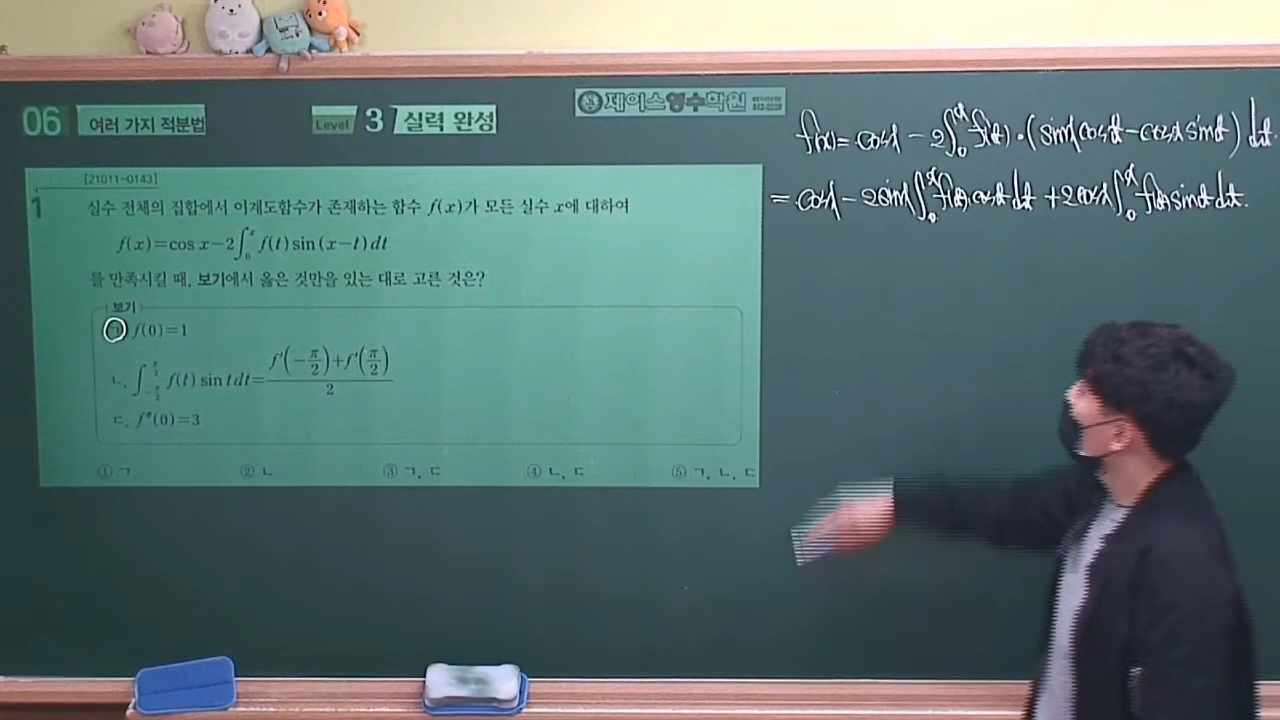 06 여러 가지 적분법
Level 3 실력 완성
제이스영수학원
[21011-0143]
1 실수 전체의 집합에서 이계도함수가 존재하는 함수 f(x)가 모든 실수 x에 대하여
f(x)=cos x-2∫₀ˣ f(t) sin (x-t) dt
를 만족시킬 때, 보기에서 옳은 것만을 있는 대로 고른 것은?
보기
ㄱ. f(0)=1
ㄴ. ∫_{-π/2}^{π/2} f(t) sin t dt = {f'(-π/2)+f'(π/2)}/2
ㄷ. f″(0)=3
① ㄱ ② ㄴ ③ ㄱ, ㄷ ④ ㄴ, ㄷ ⑤ ㄱ, ㄴ, ㄷ
f(x)= cosx - 2∫₀ˣ f(t)·(sinx cost - cosx sint) dt.
= cosx - 2sinx∫₀ˣ f(t)·cost dt + 2cosx∫₀ˣ f(t) sint dt.